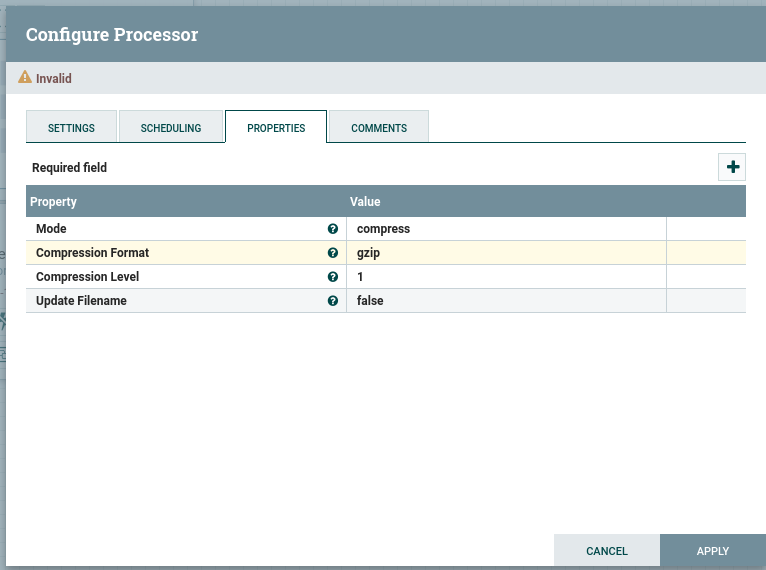 Configure Processor
Invalid
SETTINGS SCHEDULING PROPERTIES COMMENTS
Required field
Property Value
Mode compress
Compression Format gzip
Compression Level 1
Update Filename false
CANCEL APPLY